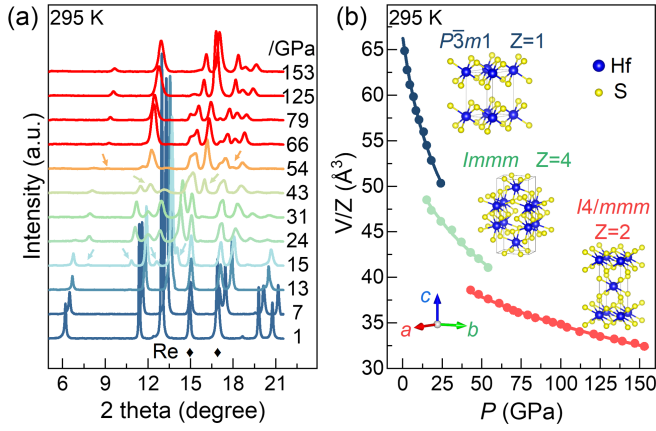 (a)
295 K
/GPa
153
125
79
66
54
43
31
24
15
13
7
1
Re
Intensity (a.u.)
6 9 12 15 18 21
2 theta (degree)
(b)
295 K
P3̅m1 Z=1
Hf
S
Immm Z=4
I4/mmm
Z=2
c
a
b
65
60
55
50
45
40
35
30
V/Z (Å³)
0 25 50 75 100 125 150
P (GPa)